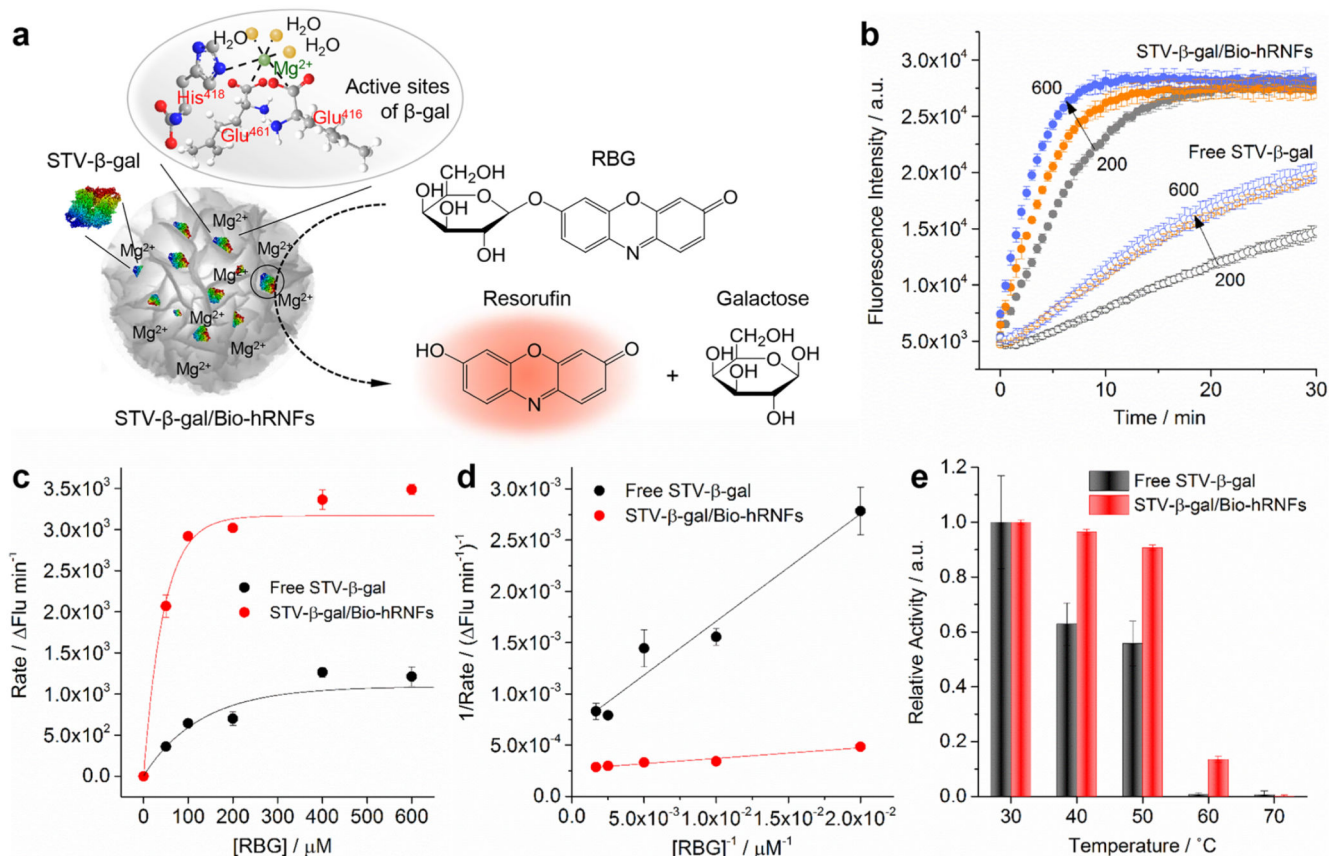 a
H₂O
H₂O
H₂O
Mg²⁺
His⁴¹⁸
Glu⁴⁶¹
Glu⁴¹⁶
Active sites
of β-gal
STV-β-gal
Mg²⁺
Mg²⁺
Mg²⁺
Mg²⁺
Mg²⁺
Mg²⁺
Mg²⁺
Mg²⁺
Mg²⁺
STV-β-gal/Bio-hRNFs
RBG
CH₂OH
OH
OH
OH
O
O
O
O
N
Resorufin
HO
O
O
N
+
Galactose
CH₂OH
OH
O
OH
OH
OH
b
STV-β-gal/Bio-hRNFs
600
200
Free STV-β-gal
600
200
Fluorescence Intensity / a.u.
3.0x10⁴
2.5x10⁴
2.0x10⁴
1.5x10⁴
1.0x10⁴
5.0x10³
0 10 20 30
Time / min
c
Rate / (ΔFlu min⁻¹)
3.5x10³
3.0x10³
2.5x10³
2.0x10³
1.5x10³
1.0x10³
5.0x10²
0.0
Free STV-β-gal
STV-β-gal/Bio-hRNFs
0 100 200 300 400 500 600
[RBG] / μM
d
1/Rate / (ΔFlu min⁻¹)⁻¹
3.0x10⁻³
2.5x10⁻³
2.0x10⁻³
1.5x10⁻³
1.0x10⁻³
5.0x10⁻⁴
0.0
Free STV-β-gal
STV-β-gal/Bio-hRNFs
0.0 5.0x10⁻³ 1.0x10⁻² 1.5x10⁻² 2.0x10⁻²
[RBG]⁻¹ / μM⁻¹
e
Relative Activity / a.u.
1.2
1.0
0.8
0.6
0.4
0.2
0.0
Free STV-β-gal
STV-β-gal/Bio-hRNFs
30 40 50 60 70
Temperature / ˚C